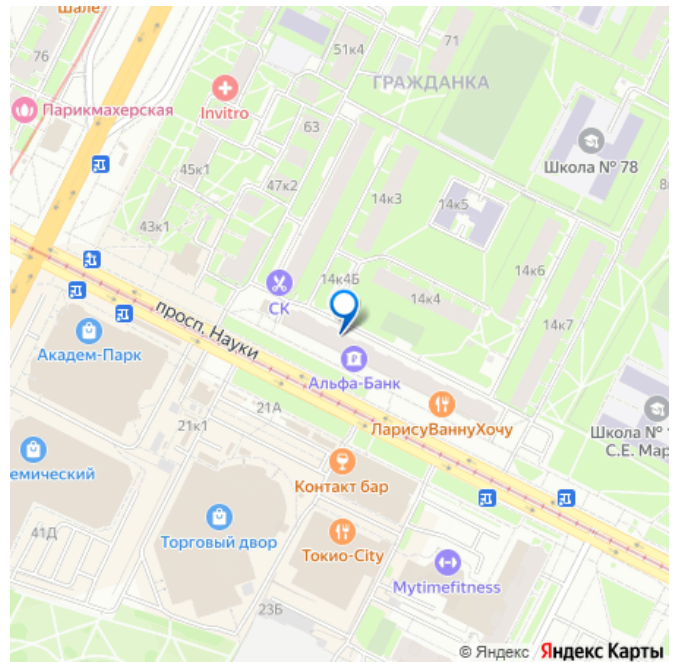 Шале
76
51к4
71
ГРАЖДАНКА
Парикмахерская
Invitro
63
Школа № 78
45к1
47к2
14к3
14к5
8
43к1
14к4Б
14к6
СК
14к4
14к7
просп. Науки
Академ-Парк
Альфа-Банк
21А
ЛарисуВаннуХочу
21к1
Школа №
С.Е. Мар
емический
Контакт бар
41Д
Торговый двор
Токио-City
Mytimefitness
23Б
© Яндекс Яндекс Карты